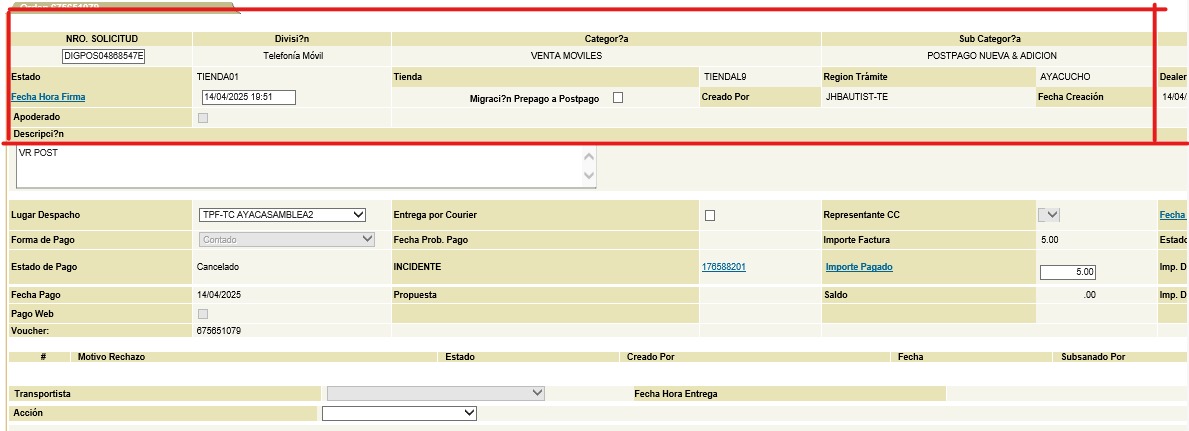 Orden 675651079
NRO. SOLICITUD Divisi?n Categor?a Sub Categor?a
DIGPOS04868547E Telefonía Móvil VENTA MOVILES POSTPAGO NUEVA & ADICION
Estado TIENDA01 Tienda TIENDAL9 Region Trámite AYACUCHO Dealer
Fecha Hora Firma 14/04/2025 19:51 Migraci?n Prepago a Postpago Creado Por JHBAUTIST-TE Fecha Creación 14/04/
Apoderado
Descripci?n
VR POST
Lugar Despacho TPF-TC AYACASAMBLEA2 Entrega por Courier Representante CC Fecha
Forma de Pago Contado Fecha Prob. Pago Importe Factura 5.00 Estado
Estado de Pago Cancelado INCIDENTE 176588201 Importe Pagado 5.00 Imp. D
Fecha Pago 14/04/2025 Propuesta Saldo .00 Imp. D
Pago Web
Voucher: 675651079
# Motivo Rechazo Estado Creado Por Fecha Subsanado Por
Transportista Fecha Hora Entrega
Acción